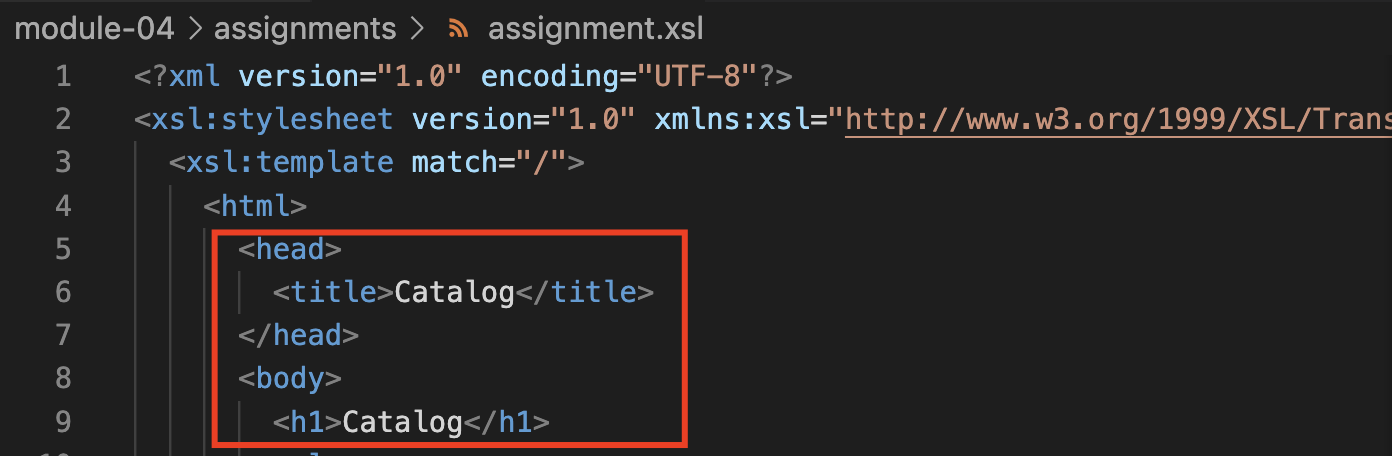 module-04 > assignments > assignment.xsl
1 <?xml version="1.0" encoding="UTF-8"?>
2 <xsl:stylesheet version="1.0" xmlns:xsl="http://www.w3.org/1999/XSL/Trans
3 <xsl:template match="/">
4 <html>
5 <head>
6 <title>Catalog</title>
7 </head>
8 <body>
9 <h1>Catalog</h1>